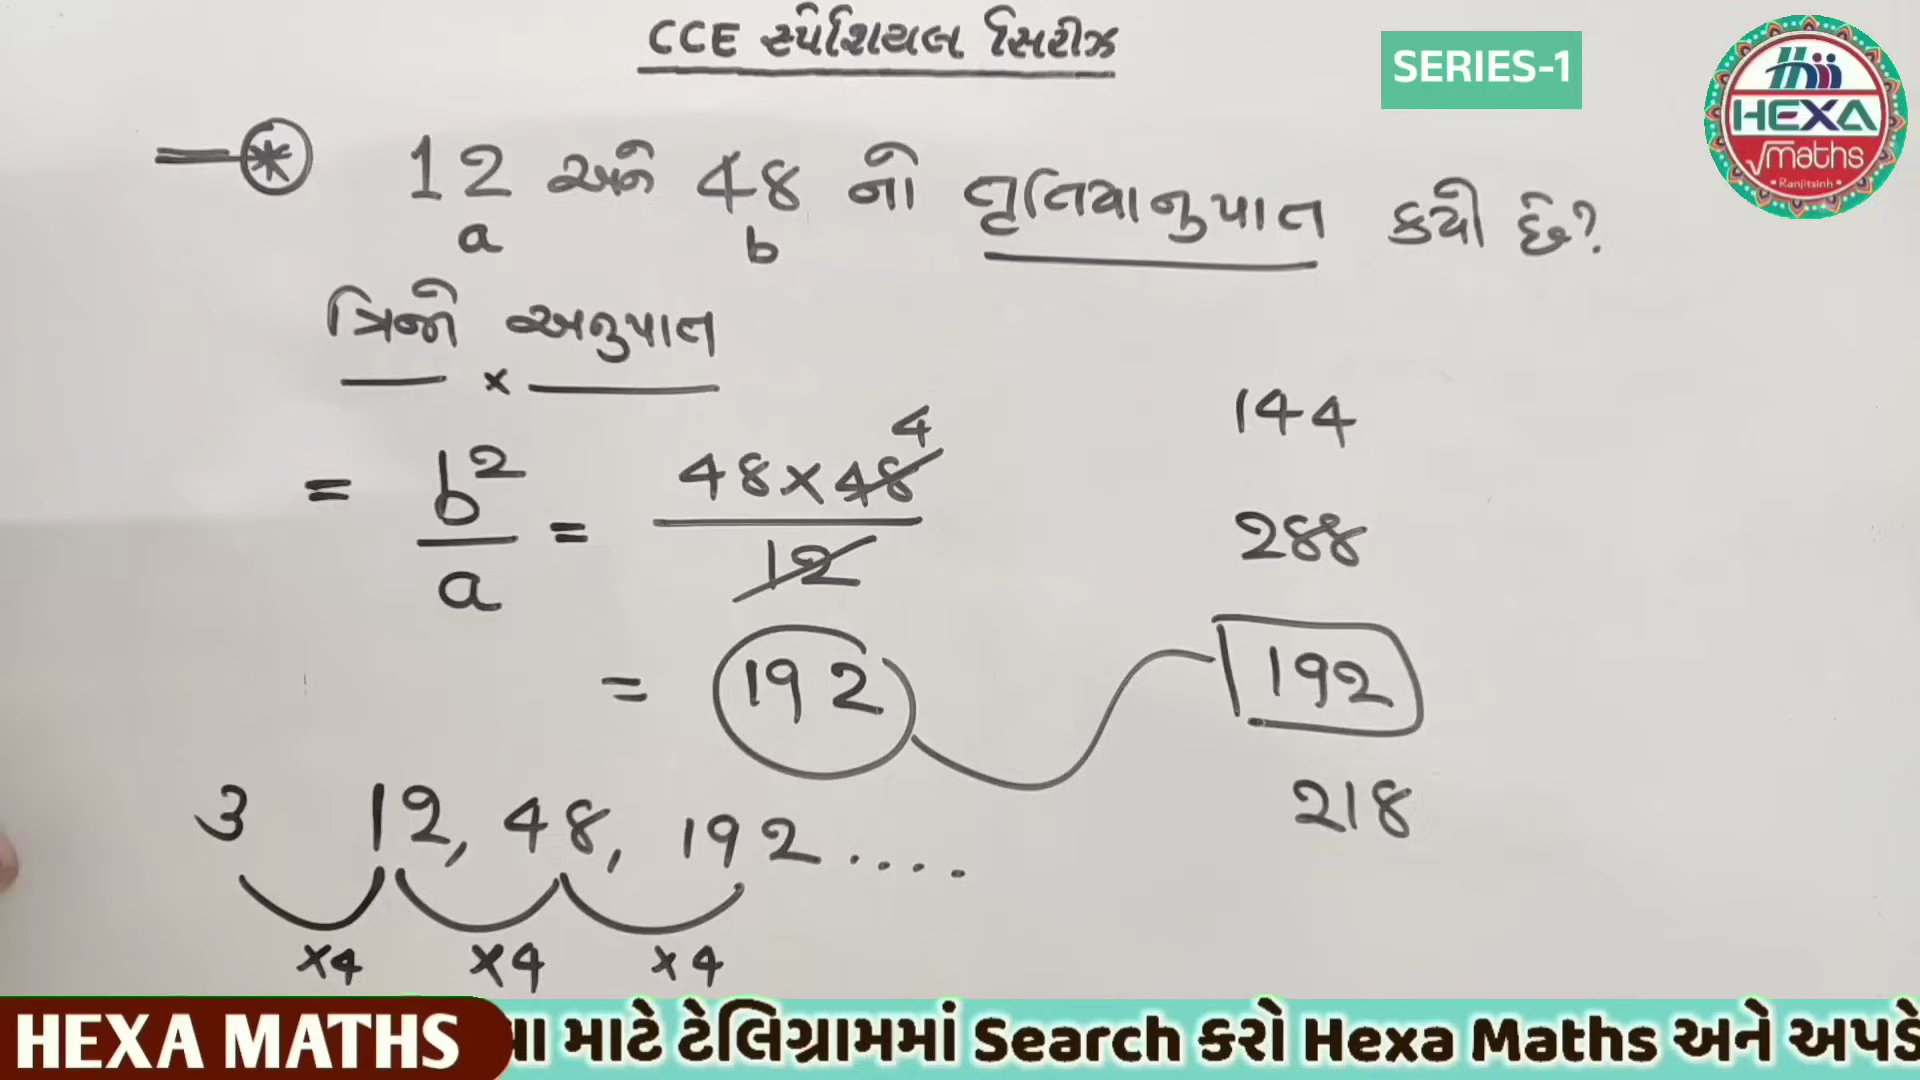 CCE સ્પેશિયલ સિરીઝ
SERIES-1
HEXA
√maths
Ranjitsinh
* 12 અને 48 નો તૃતિયાનુપાત કયો છે?
a b
ત્રિજો અનુપાત
×
= b²/a = 48×48/12
4
= 192
144
288
192
218
3 12, 48, 192 ....
×4 ×4 ×4
HEXA MATHS
વા માટે ટેલિગ્રામમાં Search કરો Hexa Maths અને અપડે